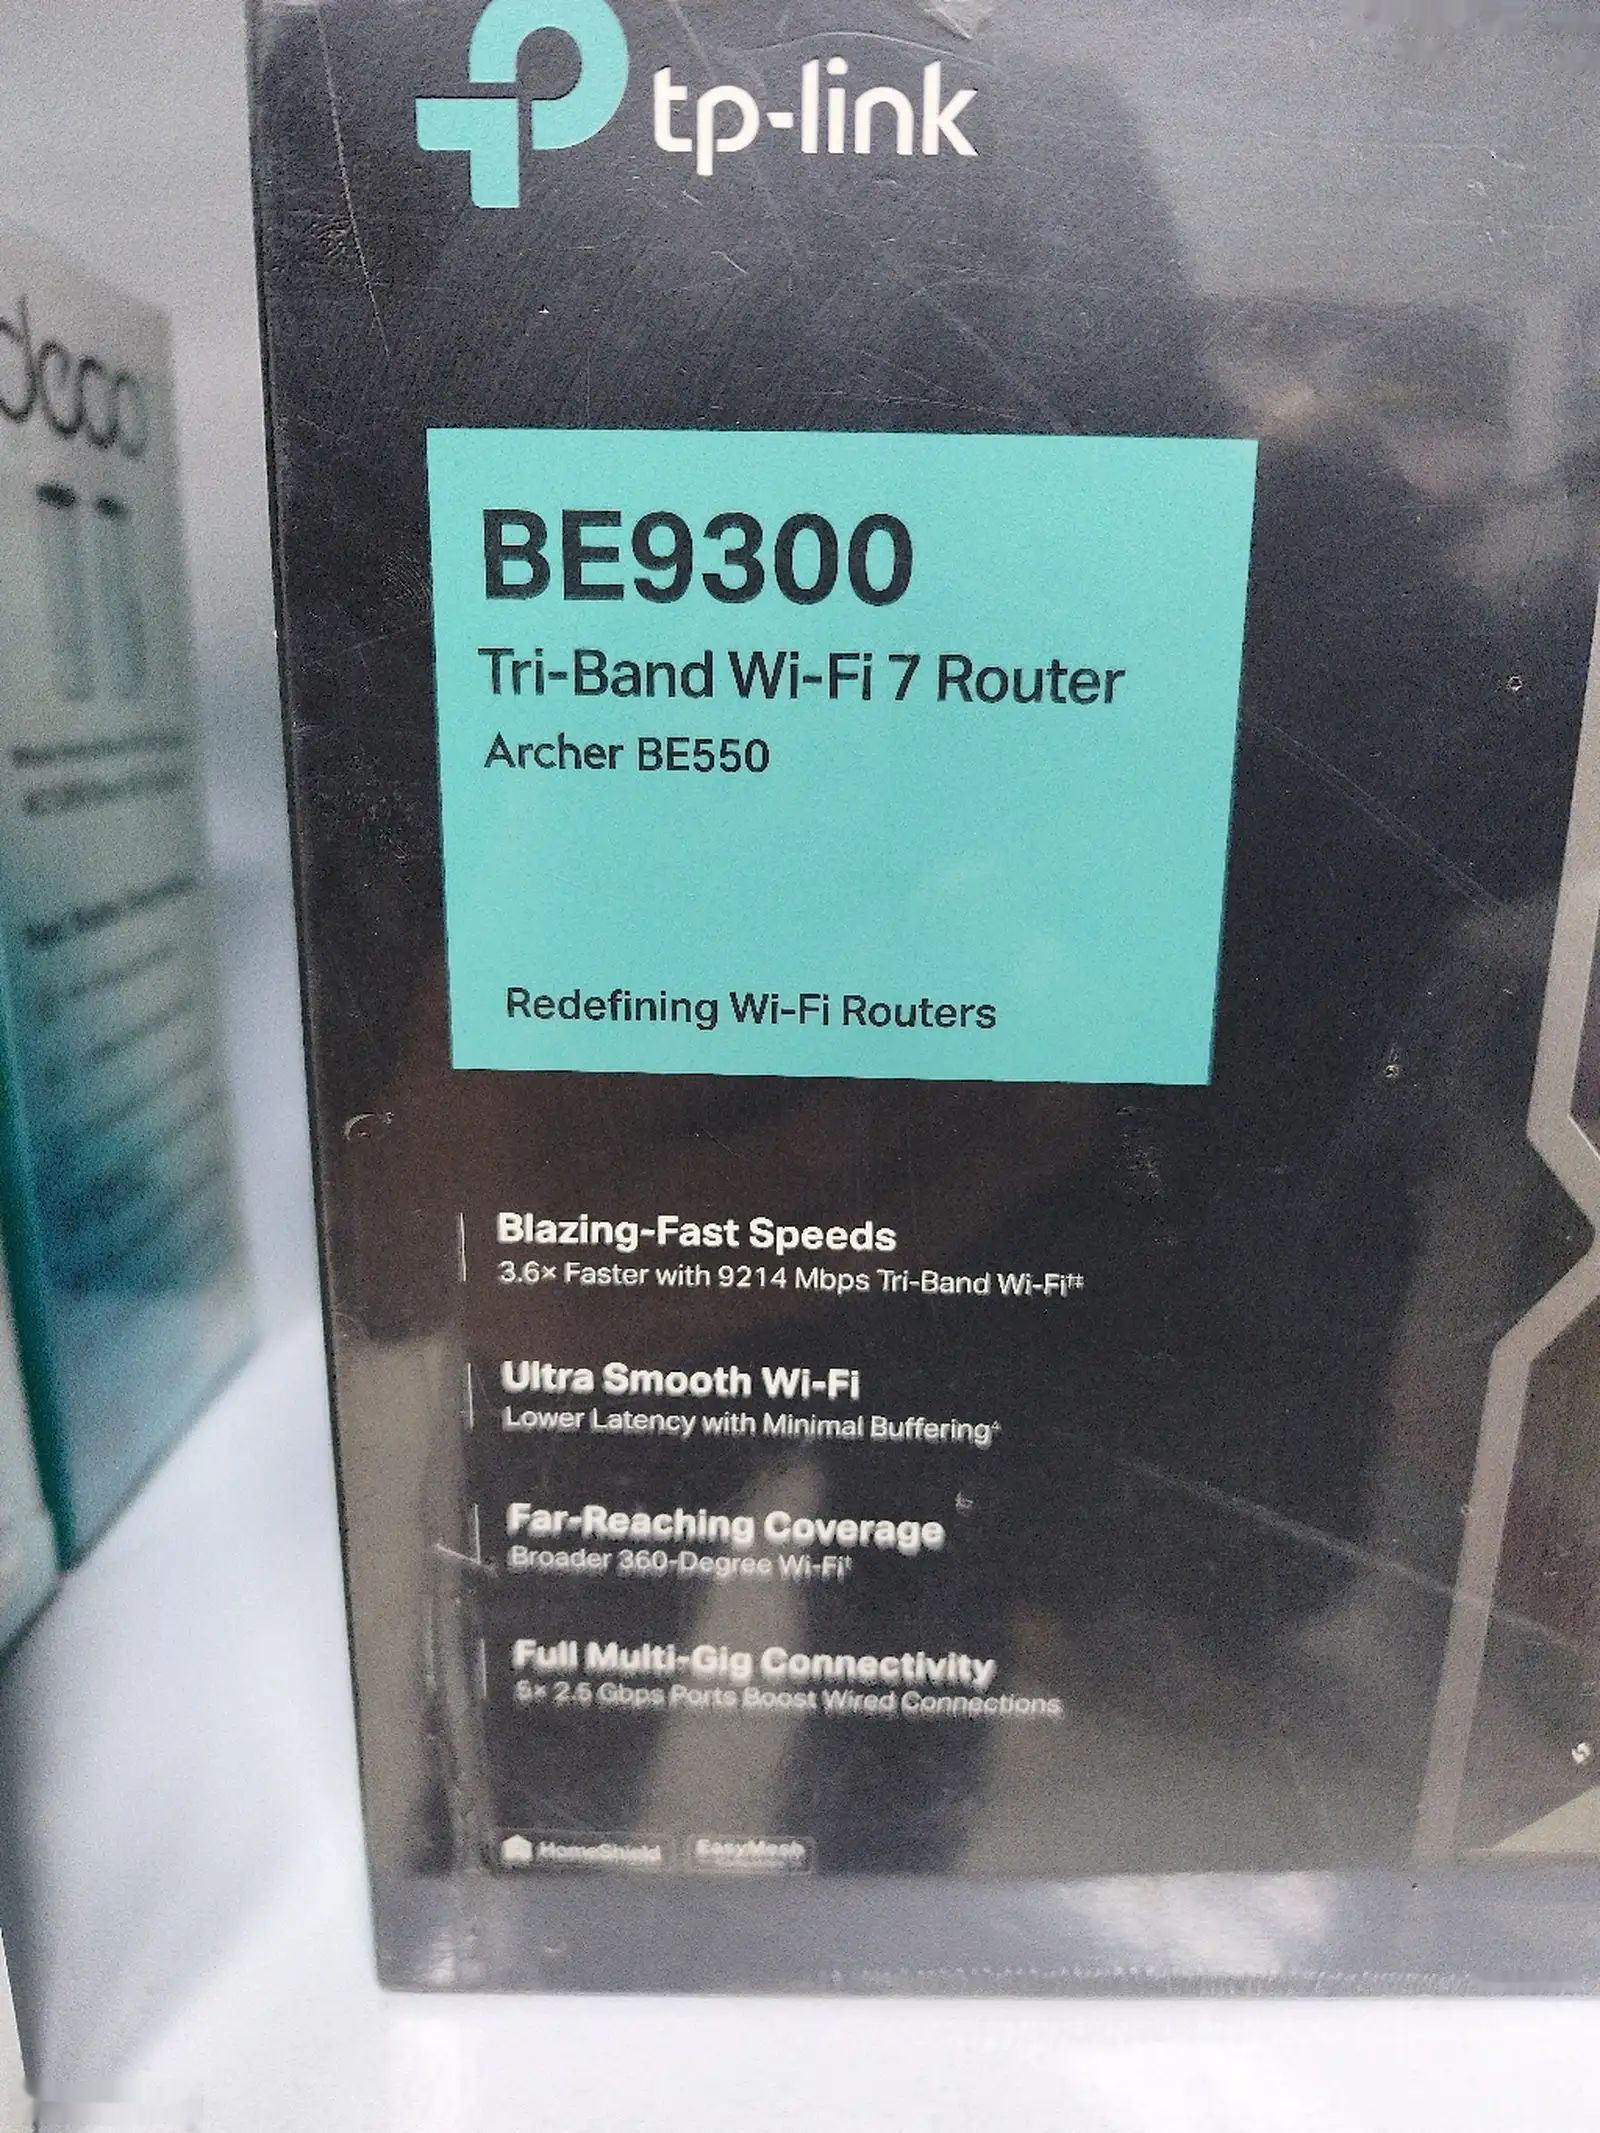 tp-link
deco
BE9300
Tri-Band Wi-Fi 7 Router
Archer BE550
Redefining Wi-Fi Routers
Blazing-Fast Speeds
3.6× Faster with 9214 Mbps Tri-Band Wi-Fi†‡
Ultra Smooth Wi-Fi
Lower Latency with Minimal Buffering△
Far-Reaching Coverage
Broader 360-Degree Wi-Fi†
Full Multi-Gig Connectivity
5× 2.5 Gbps Ports Boost Wired Connections
HomeShield
EasyMesh